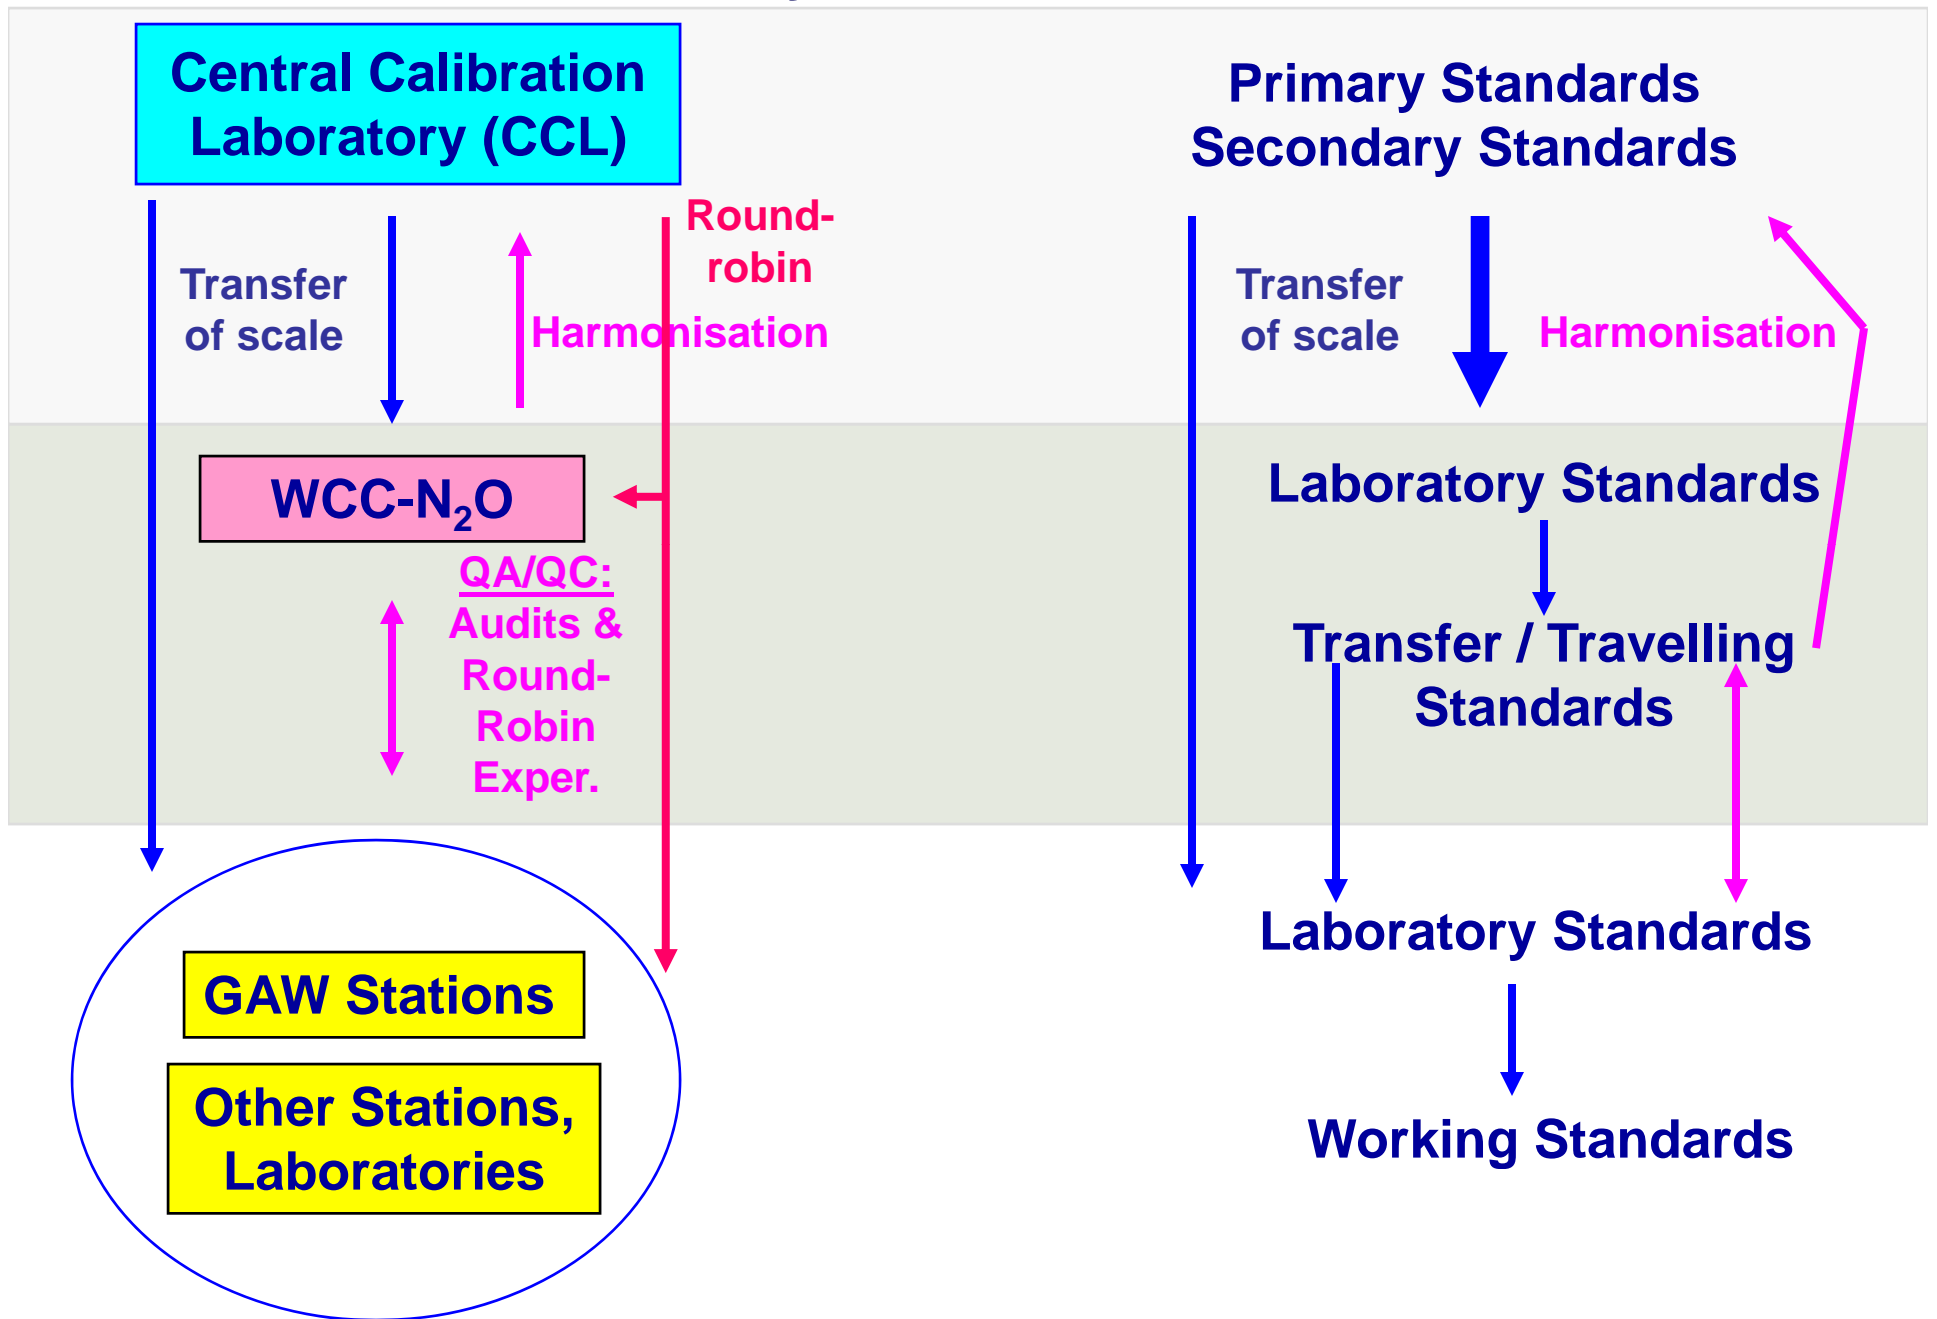 Central Calibration
Laboratory (CCL)
Round-
robin
Transfer
of scale
Harmonisation
WCC-N₂O
QA/QC:
Audits &
Round-
Robin
Exper.
GAW Stations
Other Stations,
Laboratories
Primary Standards
Secondary Standards
Transfer
of scale
Harmonisation
Laboratory Standards
Transfer / Travelling
Standards
Laboratory Standards
Working Standards